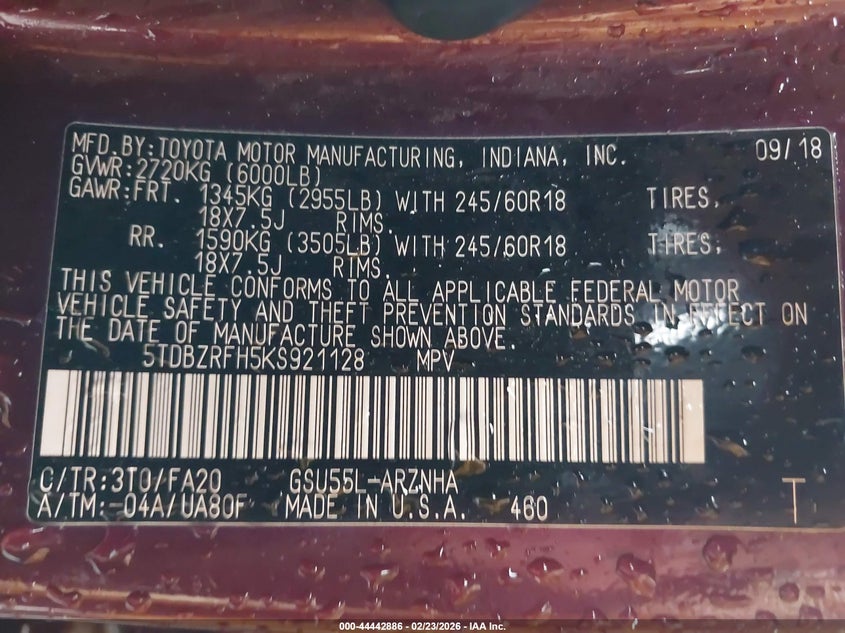 MFD.BY:TOYOTA MOTOR MANUFACTURING, INDIANA, INC. 09/18
GVWR:2720KG (6000LB)
GAWR:FRT. 1345KG (2955LB) WITH 245/60R18 TIRES,
18X7.5J RIMS.
RR. 1590KG (3505LB) WITH 245/60R18 TIRES,
18X7.5J RIMS.
THIS VEHICLE CONFORMS TO ALL APPLICABLE FEDERAL MOTOR
VEHICLE SAFETY AND THEFT PREVENTION STANDARDS IN EFFECT ON
THE DATE OF MANUFACTURE SHOWN ABOVE.
5TDBZRFH5KS921128 MPV
C/TR:3T0/FA20 GSU55L-ARZNHA
A/TM:-04A/UA80F MADE IN U.S.A. 460 T
000-44442886 - 02/23/2026 - IAA Inc.